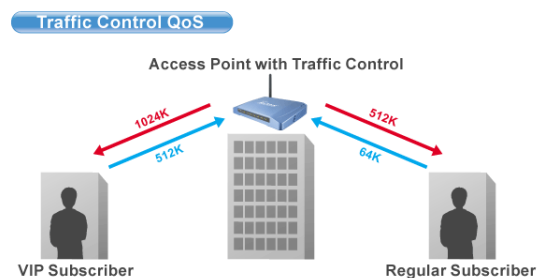 Traffic Control QoS
Access Point with Traffic Control
1024K
512K
512K
64K
VIP Subscriber
Regular Subscriber